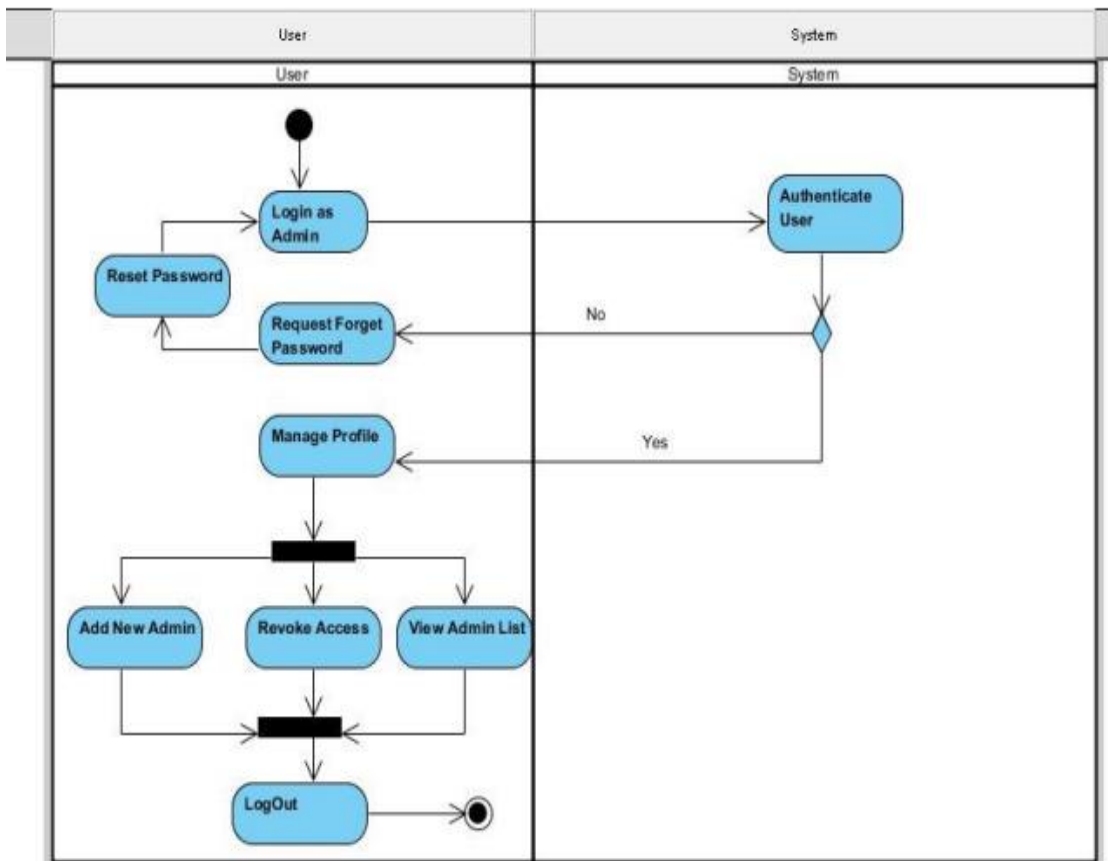 User
System
User
System
Login as
Admin
Authenticate
User
Reset Password
Request Forget
Password
No
Manage Profile
Yes
Add New Admin
Revoke Access
View Admin List
LogOut